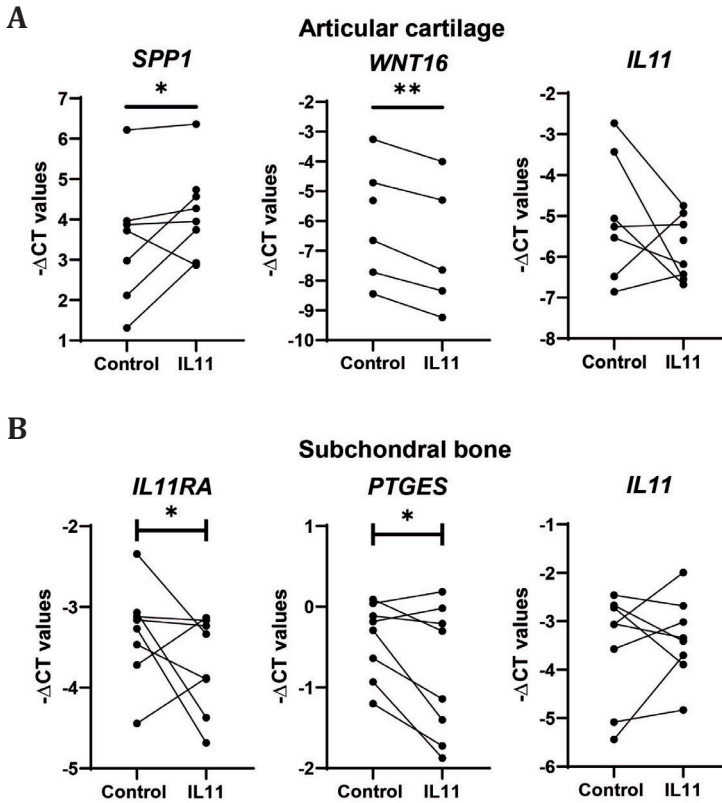 A
Articular cartilage
SPP1
WNT16
IL11
*
**
-ΔCT values
7
6
5
4
3
2
1
Control IL11
-ΔCT values
-2
-3
-4
-5
-6
-7
-8
-9
-10
Control IL11
-ΔCT values
-2
-3
-4
-5
-6
-7
-8
Control IL11
B
Subchondral bone
IL11RA
PTGES
IL11
*
*
-ΔCT values
-2
-3
-4
-5
Control IL11
-ΔCT values
1
0
-1
-2
Control IL11
-ΔCT values
-1
-2
-3
-4
-5
-6
Control IL11